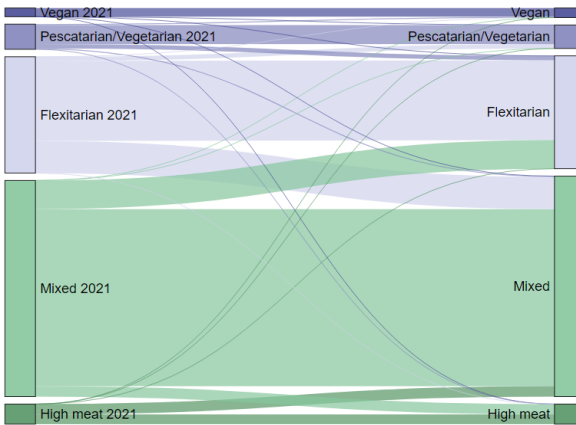 Vegan 2021
Vegan
Pescatarian/Vegetarian 2021
Pescatarian/Vegetarian
Flexitarian 2021
Flexitarian
Mixed 2021
Mixed
High meat 2021
High meat